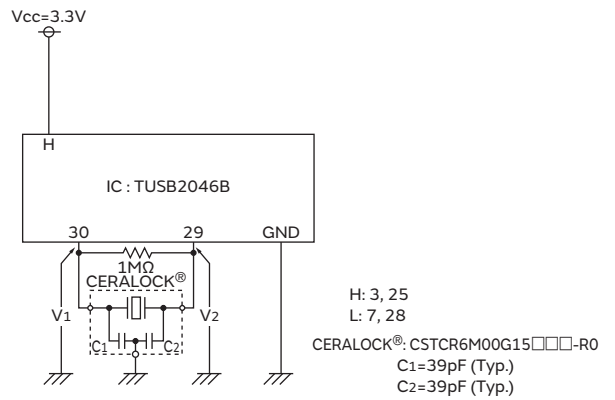 Vcc=3.3V
H
IC : TUSB2046B
30 29 GND
1MΩ
CERALOCK®
V1 V2
C1 C2
H: 3, 25
L: 7, 28
CERALOCK®: CSTCR6M00G15□□□-R0
C1=39pF (Typ.)
C2=39pF (Typ.)